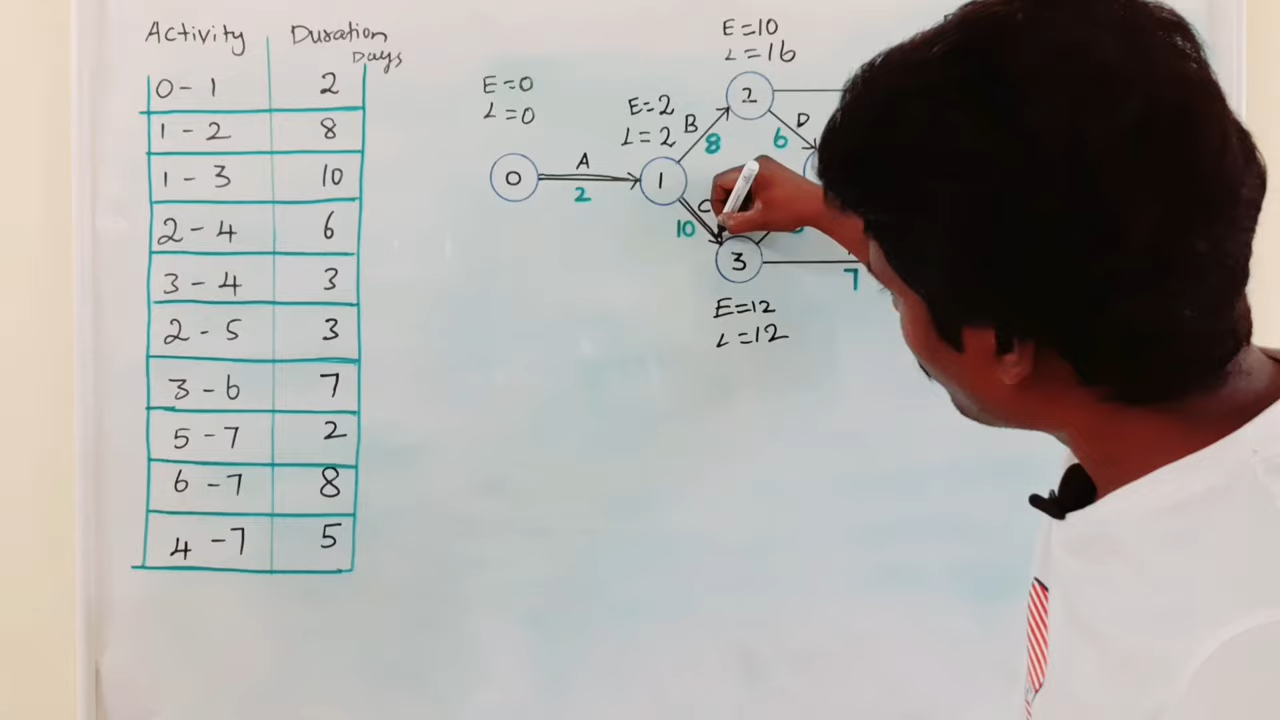 Activity Duration
Days
0 - 1 2
1 - 2 8
1 - 3 10
2 - 4 6
3 - 4 3
2 - 5 3
3 - 6 7
5 - 7 2
6 - 7 8
4 - 7 5
E=10
L=16
E=0
L=0
E=2
L=2
2
B
8
D
6
A
0
1
2
C
10
3
7
E=12
L=12